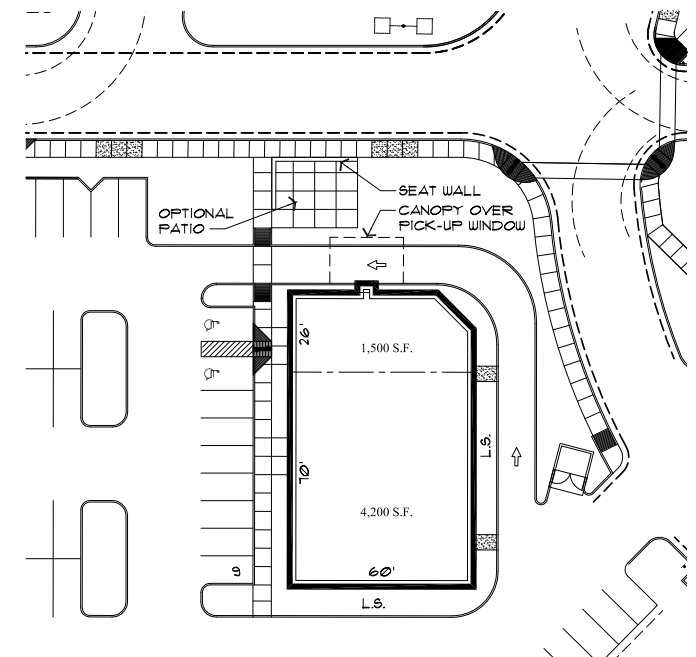 SEAT WALL
OPTIONAL
PATIO
CANOPY OVER
PICK-UP WINDOW
26'
1,500 S.F.
L.S.
70'
4,200 S.F.
9
60'
L.S.